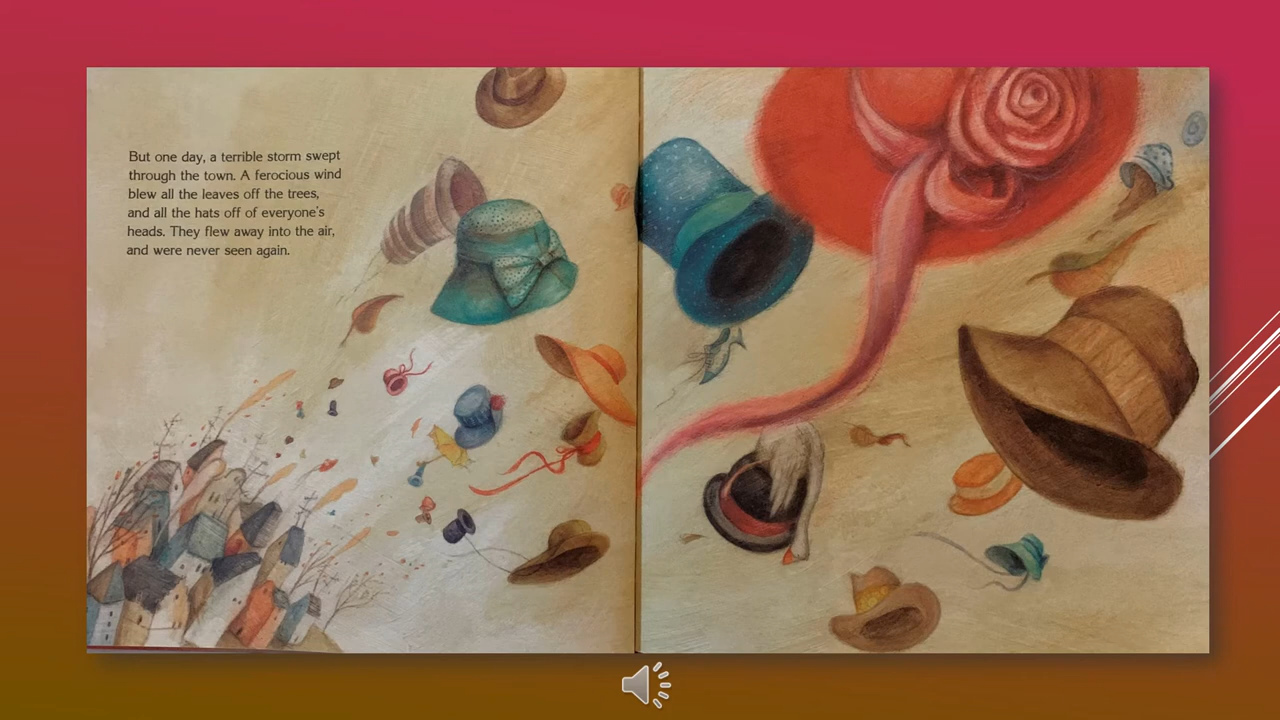 But one day, a terrible storm swept
through the town. A ferocious wind
blew all the leaves off the trees,
and all the hats off of everyone's
heads. They flew away into the air,
and were never seen again.